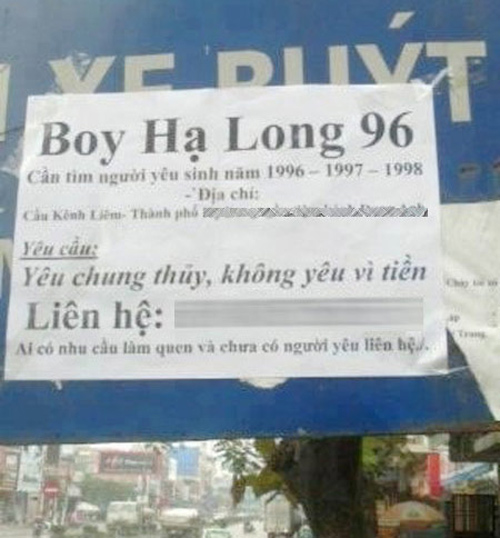 XE BUÝT
Boy Hạ Long 96
Cần tìm người yêu sinh năm 1996 – 1997 – 1998
-`Địa chỉ:
Cầu Kênh Liêm- Thành phố
Yêu cầu:
Yêu chung thủy, không yêu vì tiền
Liên hệ:
Ai có nhu cầu làm quen và chưa có người yêu liên hệ./.